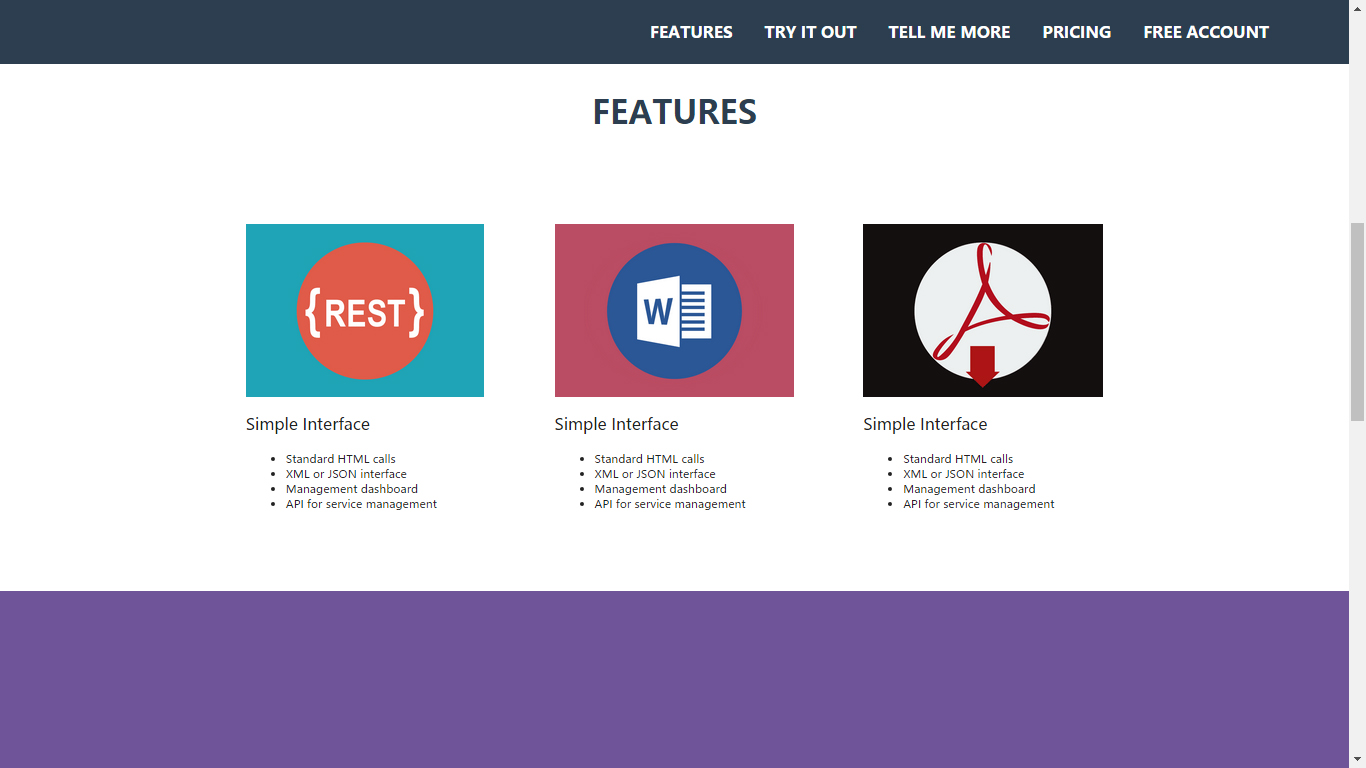 FEATURES TRY IT OUT TELL ME MORE PRICING FREE ACCOUNT
FEATURES
{REST}
W
Simple Interface
• Standard HTML calls
• XML or JSON interface
• Management dashboard
• API for service management
Simple Interface
• Standard HTML calls
• XML or JSON interface
• Management dashboard
• API for service management
Simple Interface
• Standard HTML calls
• XML or JSON interface
• Management dashboard
• API for service management